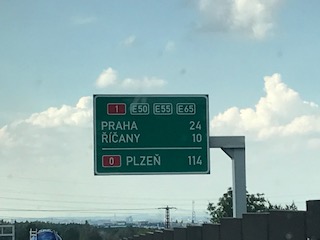 1 E50 E55 E65
PRAHA 24
ŘÍČANY 10
0 PLZEŇ 114